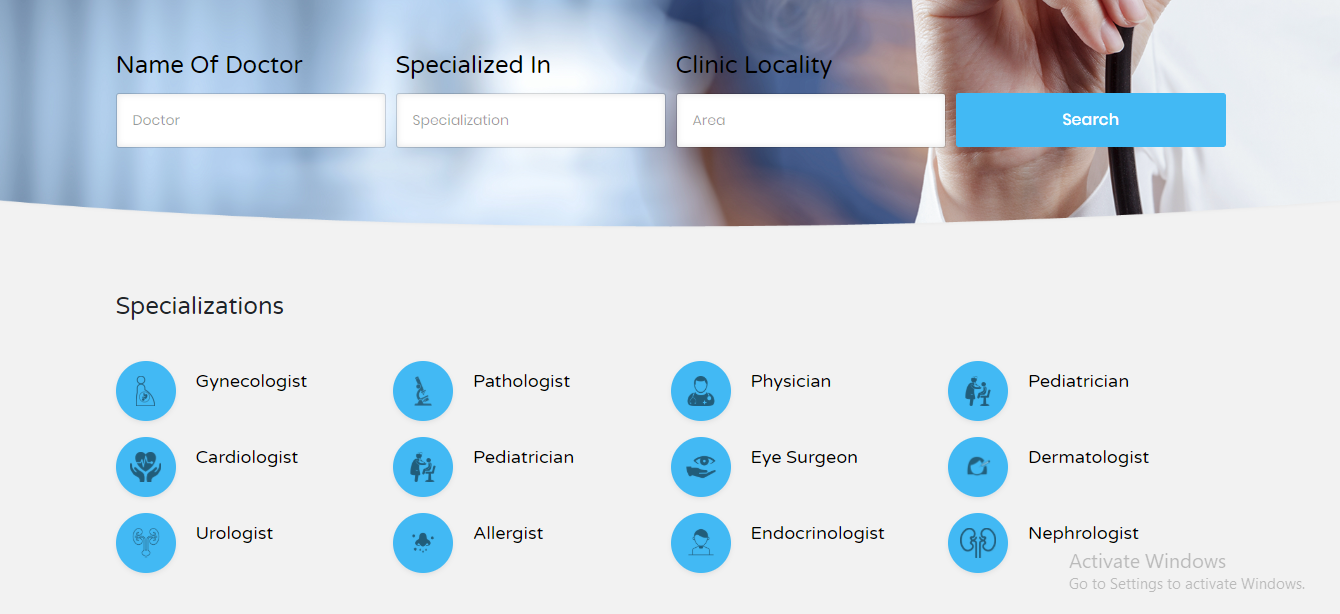 Name Of Doctor
Specialized In
Clinic Locality
Doctor
Specialization
Area
Search
Specializations
Gynecologist
Pathologist
Physician
Pediatrician
Cardiologist
Pediatrician
Eye Surgeon
Dermatologist
Urologist
Allergist
Endocrinologist
Nephrologist
Activate Windows
Go to Settings to activate Windows.